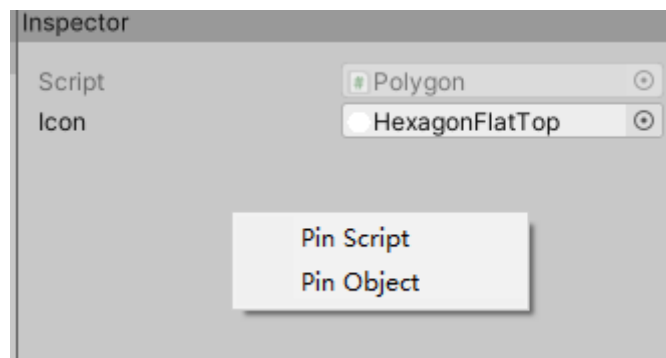 Inspector
Script Polygon
Icon HexagonFlatTop
Pin Script
Pin Object